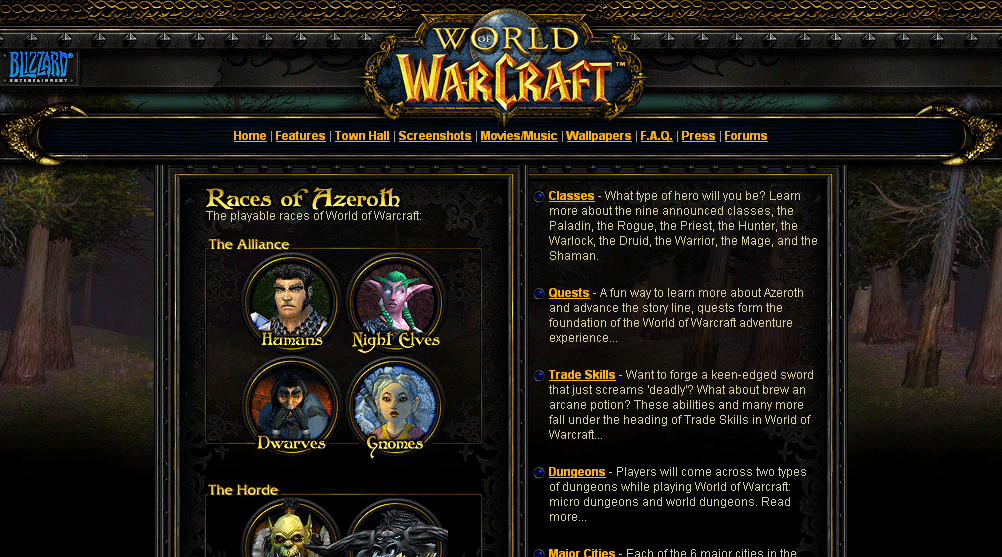 WORLD
OF
WARCRAFT™
BLIZZARD®
ENTERTAINMENT
Home | Features | Town Hall | Screenshots | Movies/Music | Wallpapers | F.A.Q. | Press | Forums
Races of Azeroth
The playable races of World of Warcraft:
The Alliance
Humans
Night Elves
Dwarves
Gnomes
The Horde
Classes - What type of hero will you be? Learn
more about the nine announced classes, the
Paladin, the Rogue, the Priest, the Hunter, the
Warlock, the Druid, the Warrior, the Mage, and the
Shaman.
Quests - A fun way to learn more about Azeroth
and advance the story line, quests form the
foundation of the World of Warcraft adventure
experience...
Trade Skills - Want to forge a keen-edged sword
that just screams 'deadly'? What about brew an
arcane potion? These abilities and many more
fall under the heading of Trade Skills in World of
Warcraft...
Dungeons - Players will come across two types
of dungeons while playing World of Warcraft:
micro dungeons and world dungeons. Read
more...
Major Cities - Each of the 6 major cities in the